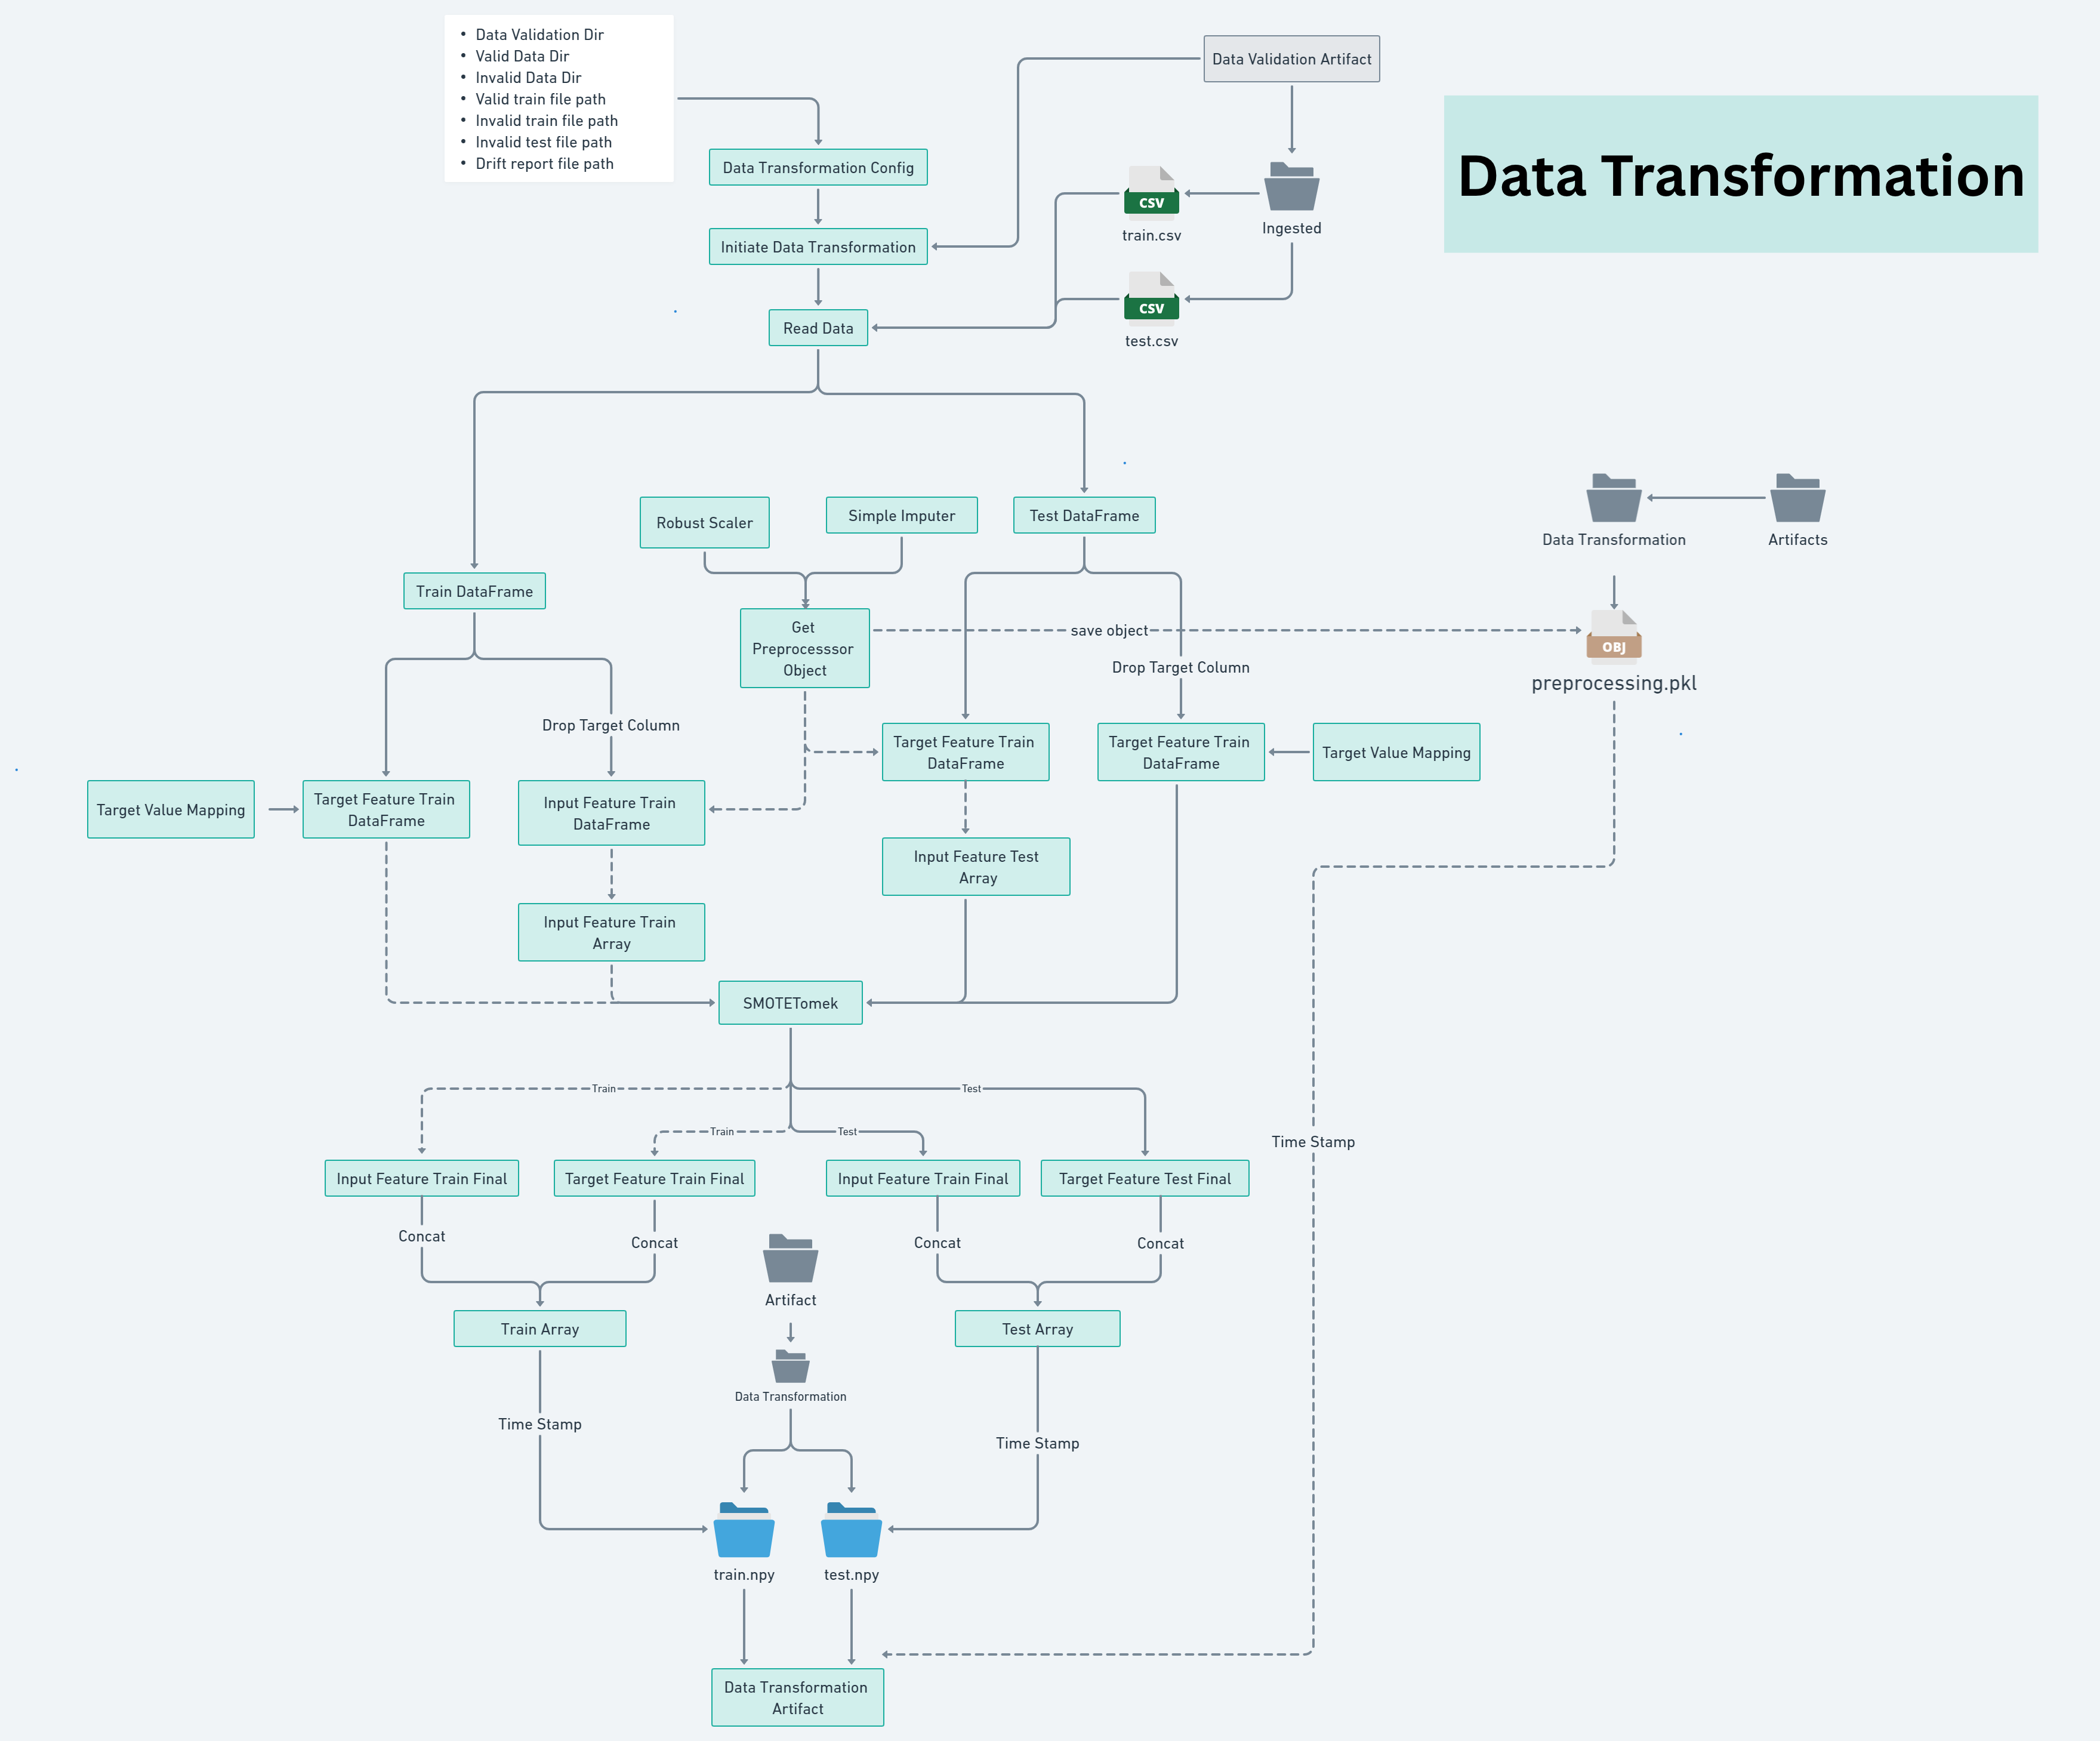 • Data Validation Dir
• Valid Data Dir
• Invalid Data Dir
• Valid train file path
• Invalid train file path
• Invalid test file path
• Drift report file path
Data Validation Artifact
Data Transformation
Data Transformation Config
CSV
train.csv
Ingested
Initiate Data Transformation
CSV
test.csv
Read Data
Robust Scaler
Simple Imputer
Test DataFrame
Data Transformation
Artifacts
Train DataFrame
Get
Preprocesssor
Object
save object
OBJ
preprocessing.pkl
Drop Target Column
Drop Target Column
Target Feature Train
DataFrame
Target Feature Train
DataFrame
Target Value Mapping
Target Value Mapping
Target Feature Train
DataFrame
Input Feature Train
DataFrame
Input Feature Test
Array
Input Feature Train
Array
SMOTETomek
Train
Test
Train
Test
Time Stamp
Input Feature Train Final
Target Feature Train Final
Input Feature Train Final
Target Feature Test Final
Concat
Concat
Concat
Concat
Artifact
Train Array
Test Array
Data Transformation
Time Stamp
Time Stamp
train.npy
test.npy
Data Transformation
Artifact